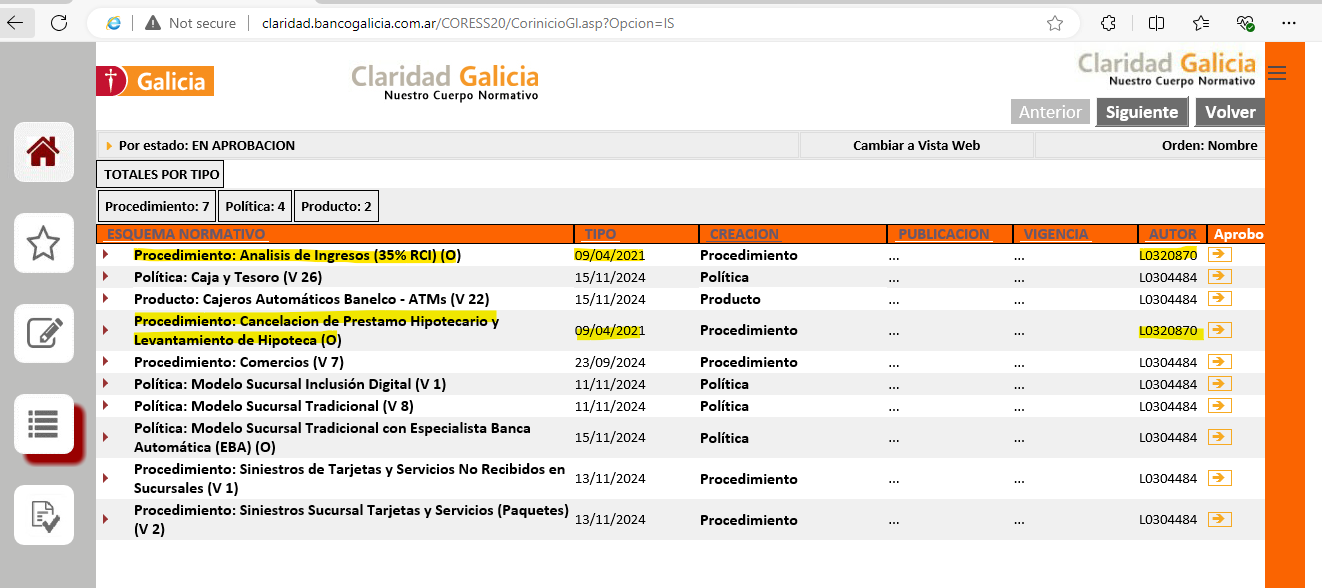 Not secure claridad.bancogalicia.com.ar/CORESS20/CorinicioGI.asp?Opcion=IS
Galicia
Claridad Galicia
Nuestro Cuerpo Normativo
Claridad Galicia
Nuestro Cuerpo Normativo
Anterior Siguiente Volver
Por estado: EN APROBACION Cambiar a Vista Web Orden: Nombre
TOTALES POR TIPO
Procedimiento: 7 Política: 4 Producto: 2
ESQUEMA NORMATIVO TIPO CREACION PUBLICACION VIGENCIA AUTOR Aprobo
Procedimiento: Analisis de Ingresos (35% RCI) (O) 09/04/2021 Procedimiento ... ... L0320870
Política: Caja y Tesoro (V 26) 15/11/2024 Política ... ... L0304484
Producto: Cajeros Automáticos Banelco - ATMs (V 22) 15/11/2024 Producto ... ... L0304484
Procedimiento: Cancelacion de Prestamo Hipotecario y
Levantamiento de Hipoteca (O) 09/04/2021 Procedimiento ... ... L0320870
Procedimiento: Comercios (V 7) 23/09/2024 Procedimiento ... ... L0304484
Política: Modelo Sucursal Inclusión Digital (V 1) 11/11/2024 Política ... ... L0304484
Política: Modelo Sucursal Tradicional (V 8) 11/11/2024 Política ... ... L0304484
Política: Modelo Sucursal Tradicional con Especialista Banca
Automática (EBA) (O) 15/11/2024 Política ... ... L0304484
Procedimiento: Siniestros de Tarjetas y Servicios No Recibidos en
Sucursales (V 1) 13/11/2024 Procedimiento ... ... L0304484
Procedimiento: Siniestros Sucursal Tarjetas y Servicios (Paquetes)
(V 2) 13/11/2024 Procedimiento ... ... L0304484